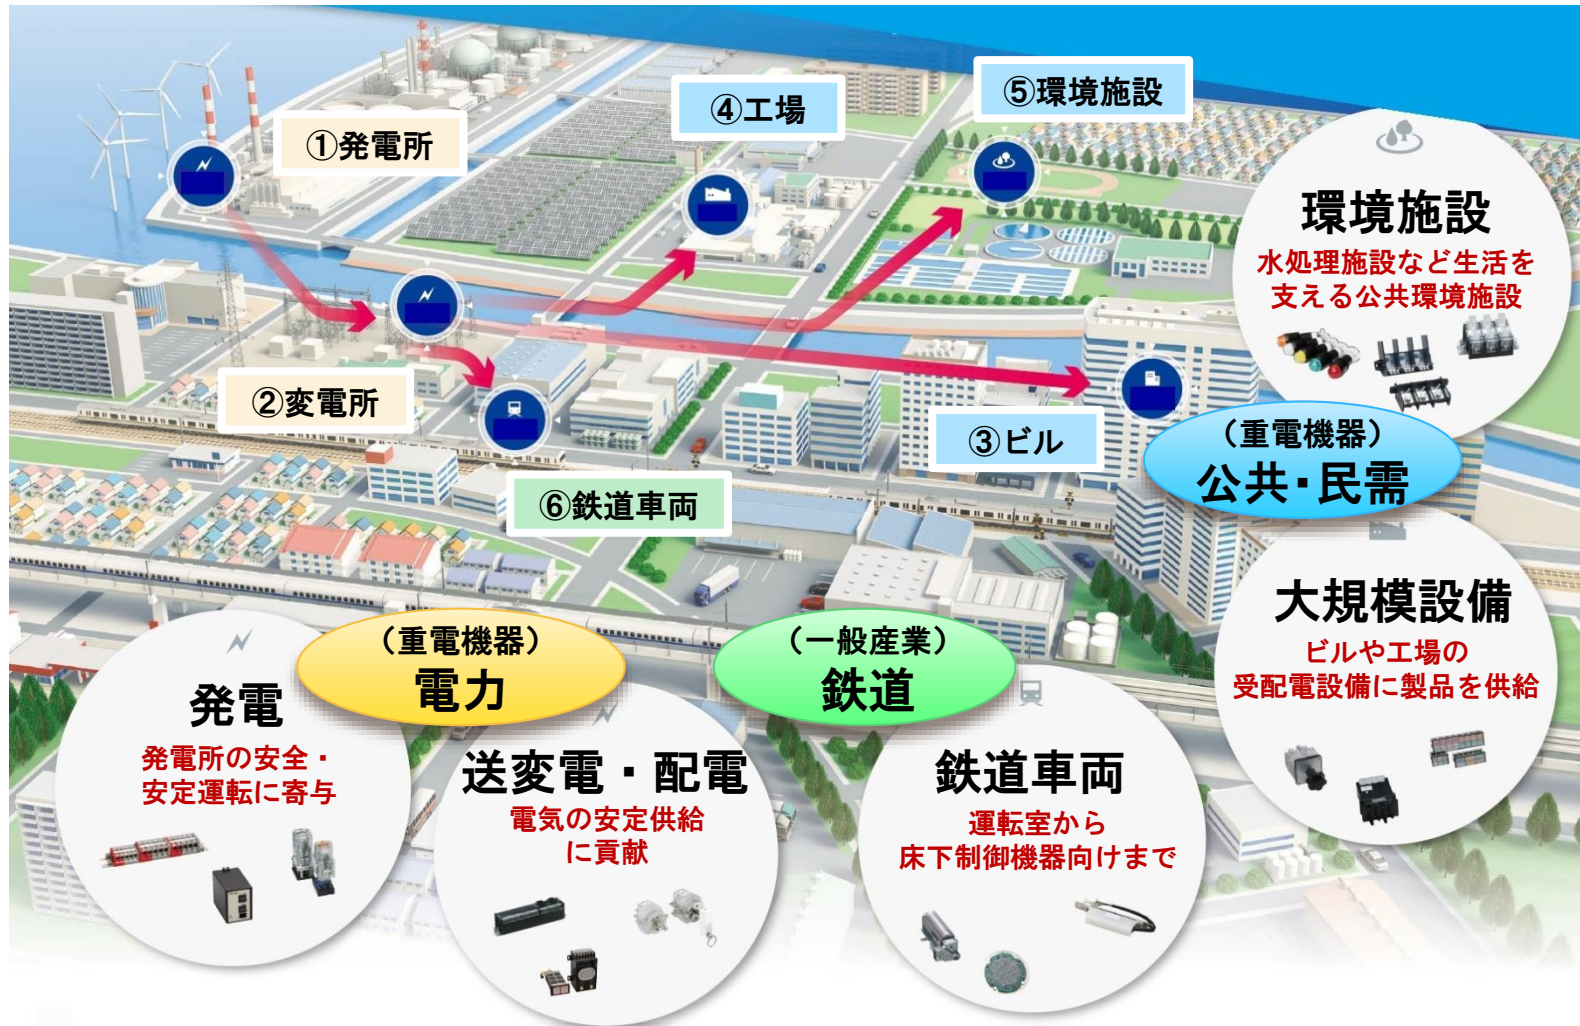 ①発電所
④工場
⑤環境施設
②変電所
③ビル
⑥鉄道車両
環境施設
水処理施設など生活を
支える公共環境施設
（重電機器）
公共・民需
大規模設備
ビルや工場の
受配電設備に製品を供給
（重電機器）
電力
発電
発電所の安全・
安定運転に寄与
送変電・配電
電気の安定供給
に貢献
（一般産業）
鉄道
鉄道車両
運転室から
床下制御機器向けまで